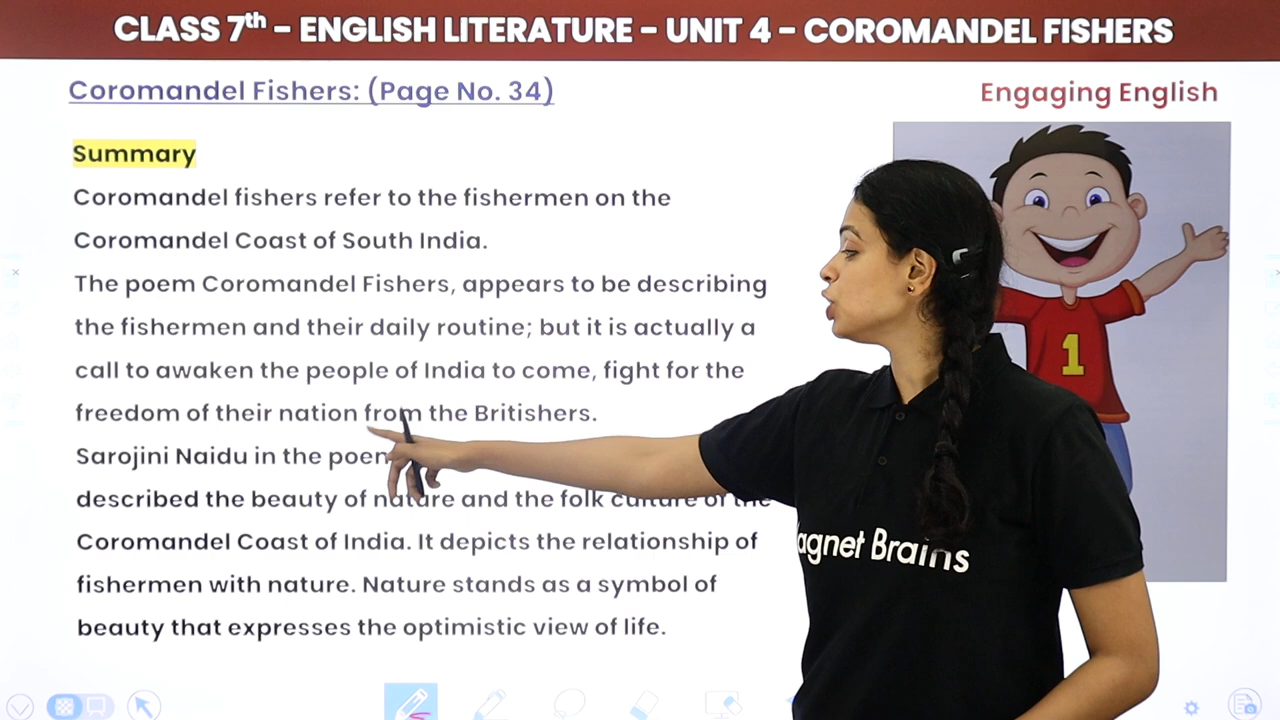 CLASS 7th - ENGLISH LITERATURE - UNIT 4 - COROMANDEL FISHERS
Coromandel Fishers: (Page No. 34)
Engaging English
Summary
Coromandel fishers refer to the fishermen on the
Coromandel Coast of South India.
The poem Coromandel Fishers, appears to be describing
the fishermen and their daily routine; but it is actually a
call to awaken the people of India to come, fight for the
freedom of their nation from the Britishers.
Sarojini Naidu in the poem
described the beauty of nature and the folk culture of the
Coromandel Coast of India. It depicts the relationship of
fishermen with nature. Nature stands as a symbol of
beauty that expresses the optimistic view of life.
1
agnet Brains